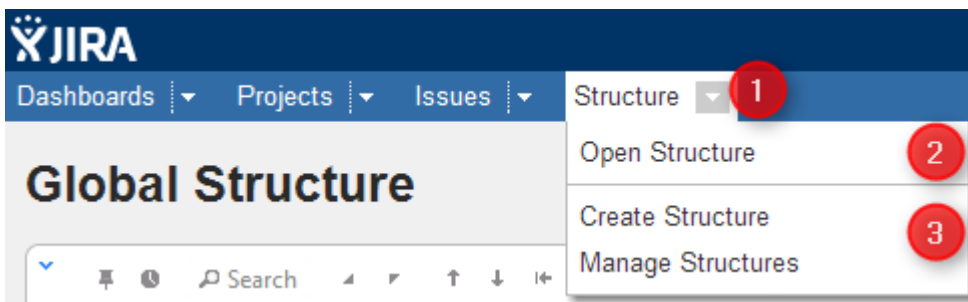 JIRA
Dashboards Projects Issues Structure 1
Open Structure 2
Global Structure
Create Structure
3
Manage Structures
Search